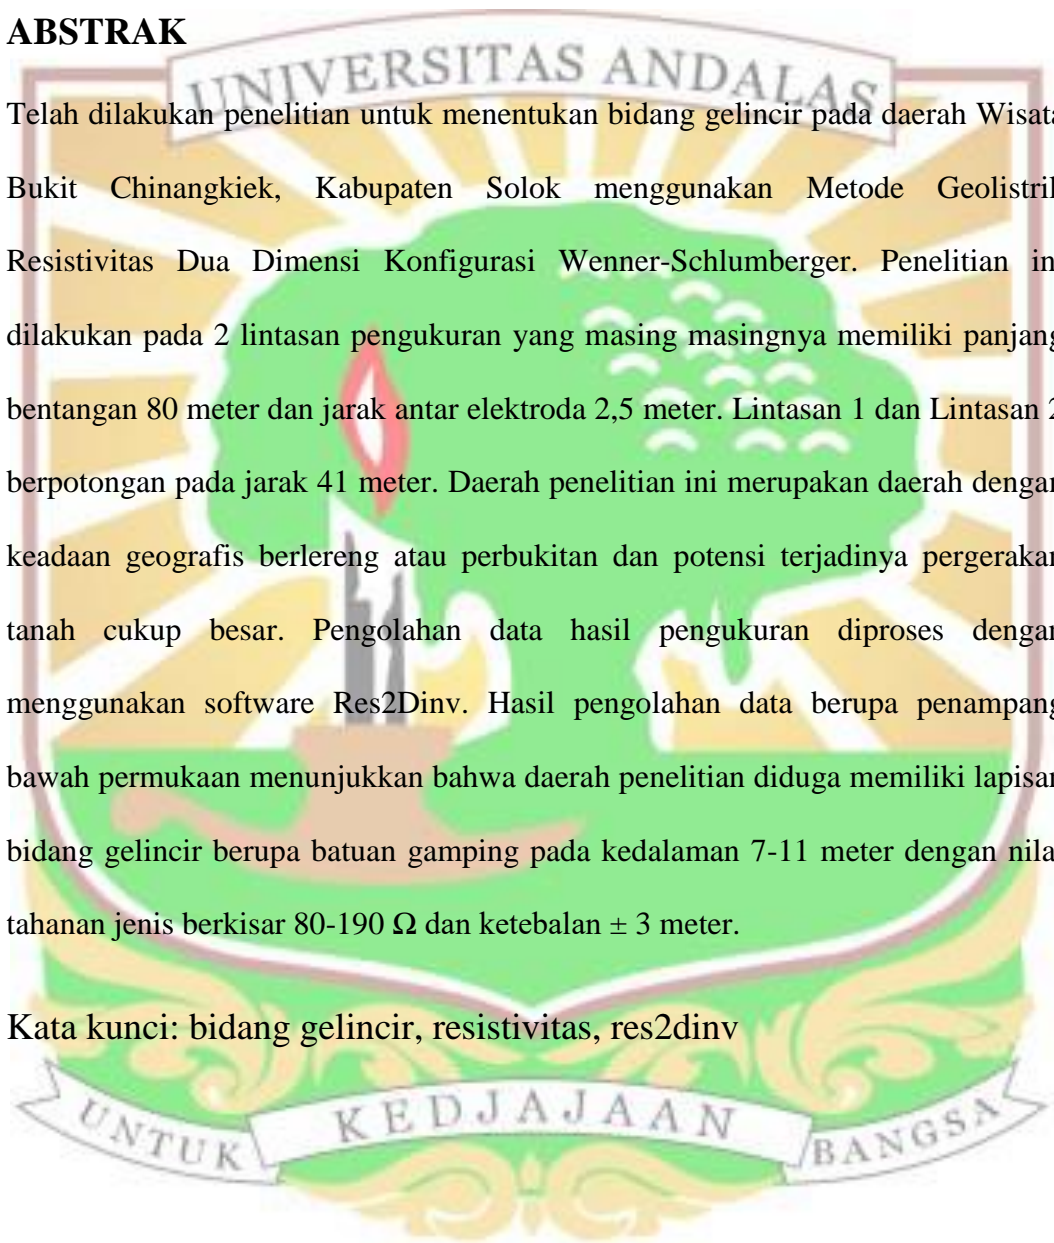 ABSTRAK
UNIVERSITAS ANDALAS
Telah dilakukan penelitian untuk menentukan bidang gelincir pada daerah Wisata
Bukit Chinangkiek, Kabupaten Solok menggunakan Metode Geolistrik
Resistivitas Dua Dimensi Konfigurasi Wenner-Schlumberger. Penelitian in
dilakukan pada 2 lintasan pengukuran yang masing masingnya memiliki panjang
bentangan 80 meter dan jarak antar elektroda 2,5 meter. Lintasan 1 dan Lintasan 2
berpotongan pada jarak 41 meter. Daerah penelitian ini merupakan daerah dengan
keadaan geografis berlereng atau perbukitan dan potensi terjadinya pergerakan
tanah cukup besar. Pengolahan data hasil pengukuran diproses dengan
menggunakan software Res2Dinv. Hasil pengolahan data berupa penampang
bawah permukaan menunjukkan bahwa daerah penelitian diduga memiliki lapisan
bidang gelincir berupa batuan gamping pada kedalaman 7-11 meter dengan nila
tahanan jenis berkisar 80-190 Ω dan ketebalan ± 3 meter.
Kata kunci: bidang gelincir, resistivitas, res2dinv
UNTUK KEDJAJAAN BANGSA